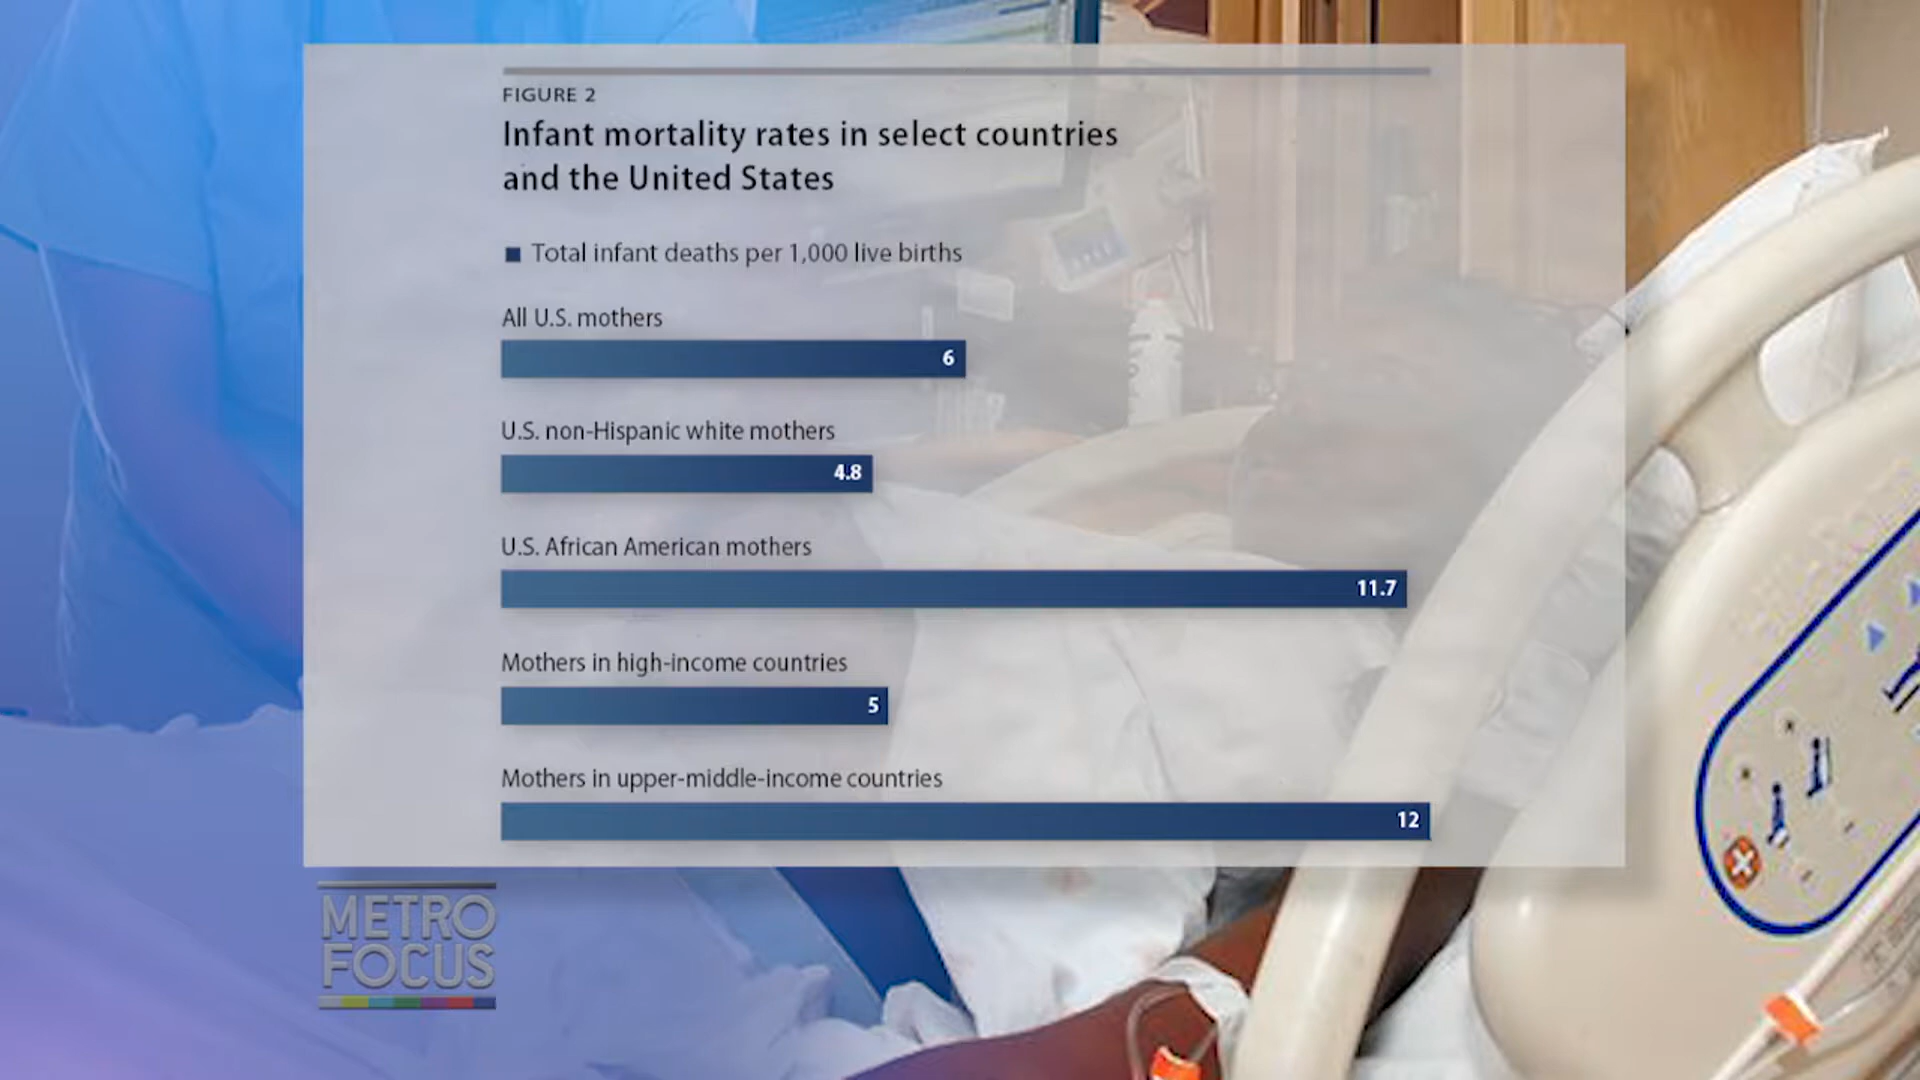 FIGURE 2
Infant mortality rates in select countries
and the United States
Total infant deaths per 1,000 live births
All U.S. mothers
6
U.S. non-Hispanic white mothers
4.8
U.S. African American mothers
11.7
Mothers in high-income countries
5
Mothers in upper-middle-income countries
12
METRO
FOCUS